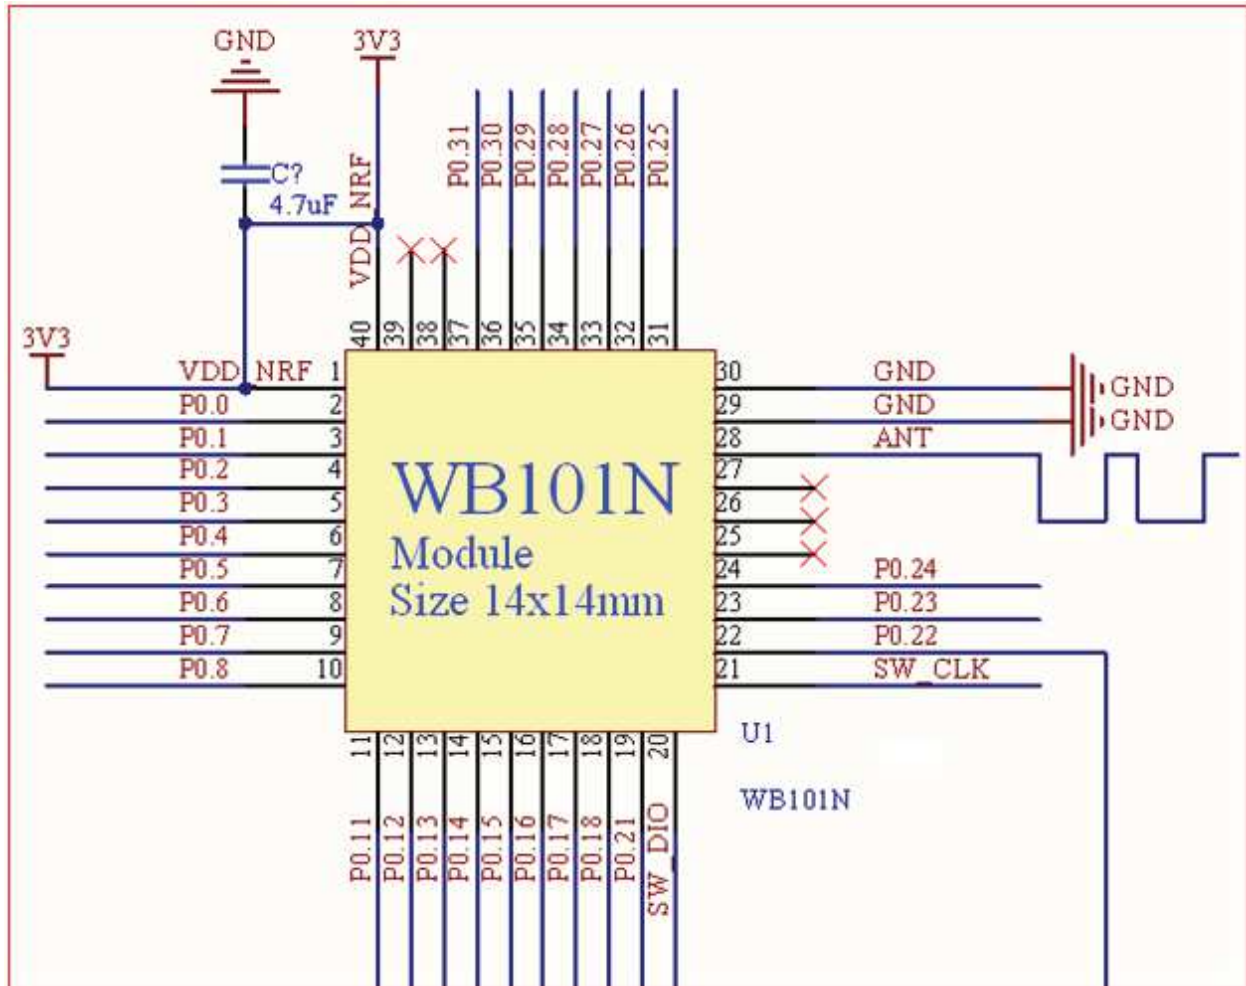 GND
3V3
C?
4.7uF
VDD_NRF
P0.31
P0.30
P0.29
P0.28
P0.27
P0.26
P0.25
40
39
38
37
36
35
34
33
32
31
3V3
VDD_NRF 1
P0.0 2
P0.1 3
P0.2 4
P0.3 5
P0.4 6
P0.5 7
P0.6 8
P0.7 9
P0.8 10
WB101N
Module
Size 14x14mm
30 GND GND
29 GND GND
28 ANT
27
26
25
24 P0.24
23 P0.23
22 P0.22
21 SW_CLK
11
12
13
14
15
16
17
18
19
20
U1
WB101N
P0.11
P0.12
P0.13
P0.14
P0.15
P0.16
P0.17
P0.18
P0.21
SW_DIO